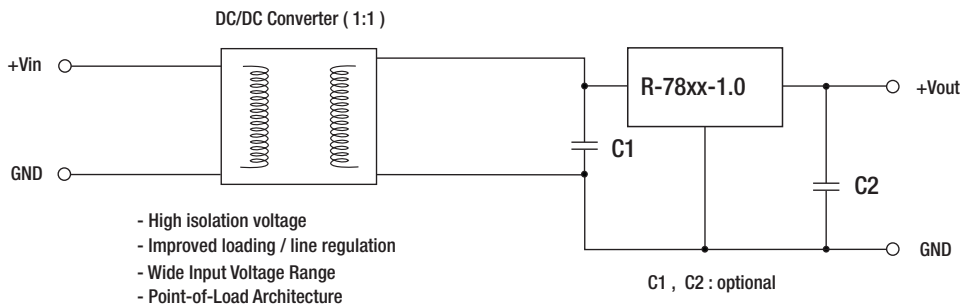 DC/DC Converter ( 1:1 )
+Vin
R-78xx-1.0
+Vout
C1
GND
C2
- High isolation voltage
- Improved loading / line regulation
- Wide Input Voltage Range
- Point-of-Load Architecture
GND
C1 , C2 : optional